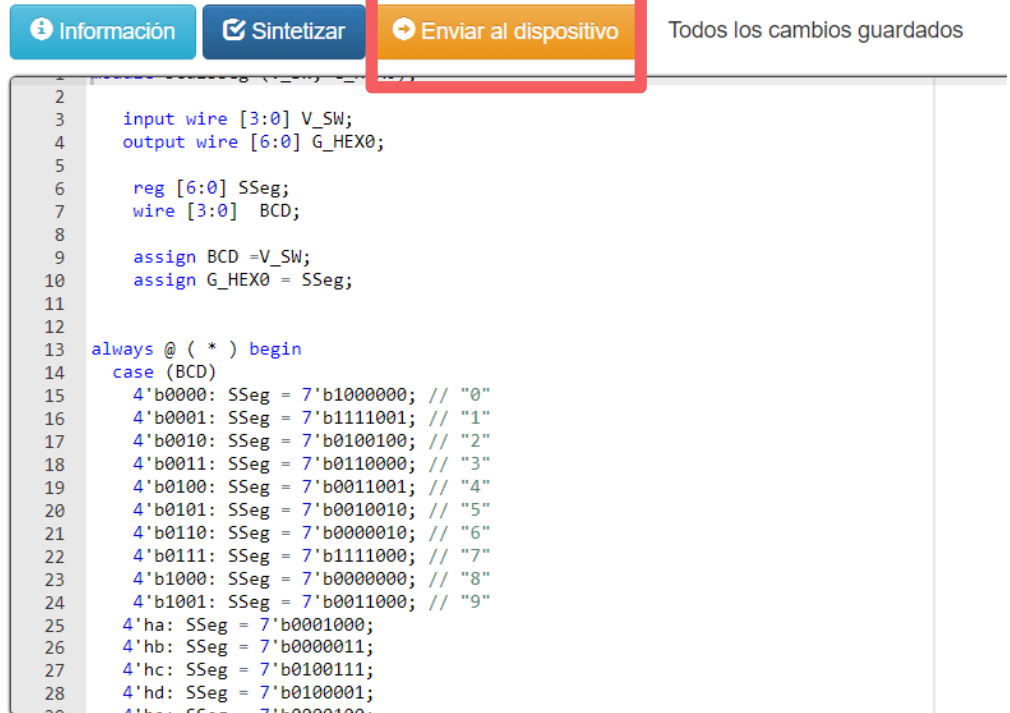 Información Sintetizar Enviar al dispositivo Todos los cambios guardados
2
3 input wire [3:0] V_SW;
4 output wire [6:0] G_HEX0;
5
6 reg [6:0] SSeg;
7 wire [3:0]  BCD;
8
9 assign BCD =V_SW;
10 assign G_HEX0 = SSeg;
11
12
13 always @ ( * ) begin
14 case (BCD)
15 4'b0000: SSeg = 7'b1000000; // "0"
16 4'b0001: SSeg = 7'b1111001; // "1"
17 4'b0010: SSeg = 7'b0100100; // "2"
18 4'b0011: SSeg = 7'b0110000; // "3"
19 4'b0100: SSeg = 7'b0011001; // "4"
20 4'b0101: SSeg = 7'b0010010; // "5"
21 4'b0110: SSeg = 7'b0000010; // "6"
22 4'b0111: SSeg = 7'b1111000; // "7"
23 4'b1000: SSeg = 7'b0000000; // "8"
24 4'b1001: SSeg = 7'b0011000; // "9"
25 4'ha: SSeg = 7'b0001000;
26 4'hb: SSeg = 7'b0000011;
27 4'hc: SSeg = 7'b0100111;
28 4'hd: SSeg = 7'b0100001;